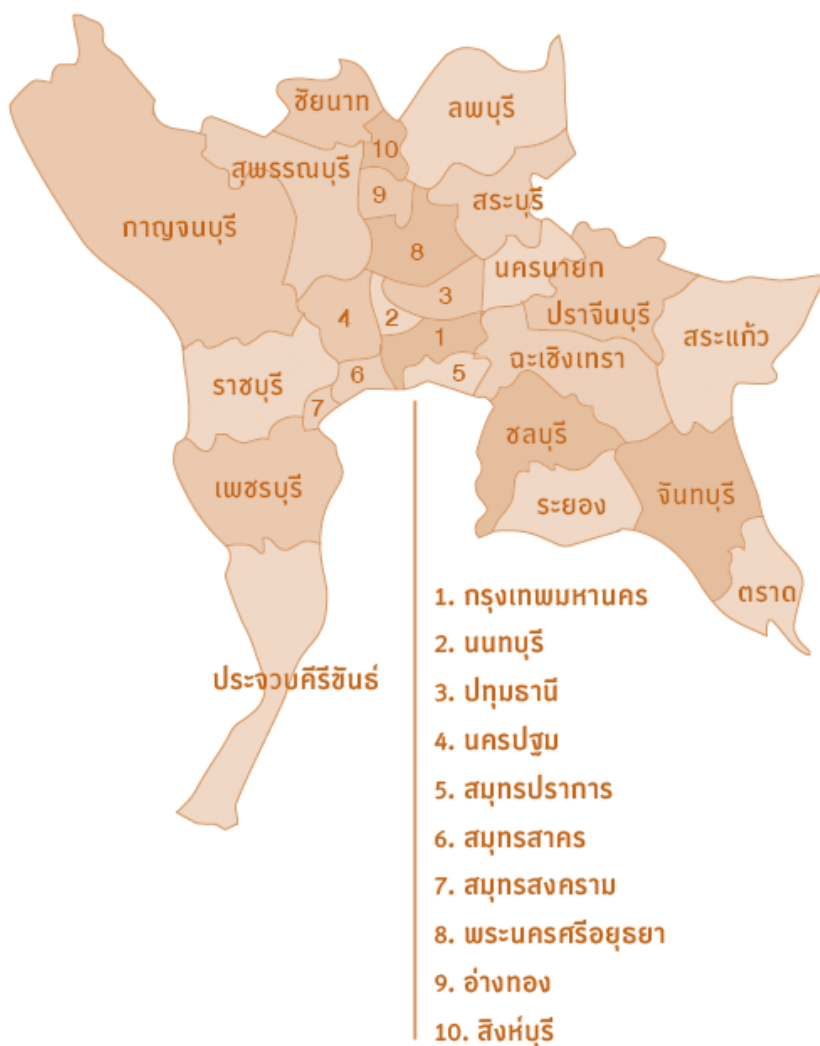 ชัยนาท
ลพบุรี
10
สุพรรณบุรี
9
สระบุรี
กาญจนบุรี
8
นครนายก
3
ปราจีนบุรี
4
2
1
สระแก้ว
ฉะเชิงเทรา
6
5
ราชบุรี
7
ชลบุรี
เพชรบุรี
ระยอง
จันทบุรี
ตราด
ประจวบคีรีขันธ์
1. กรุงเทพมหานคร
2. นนทบุรี
3. ปทุมธานี
4. นครปฐม
5. สมุทรปราการ
6. สมุทรสาคร
7. สมุทรสงคราม
8. พระนครศรีอยุธยา
9. อ่างทอง
10. สิงห์บุรี